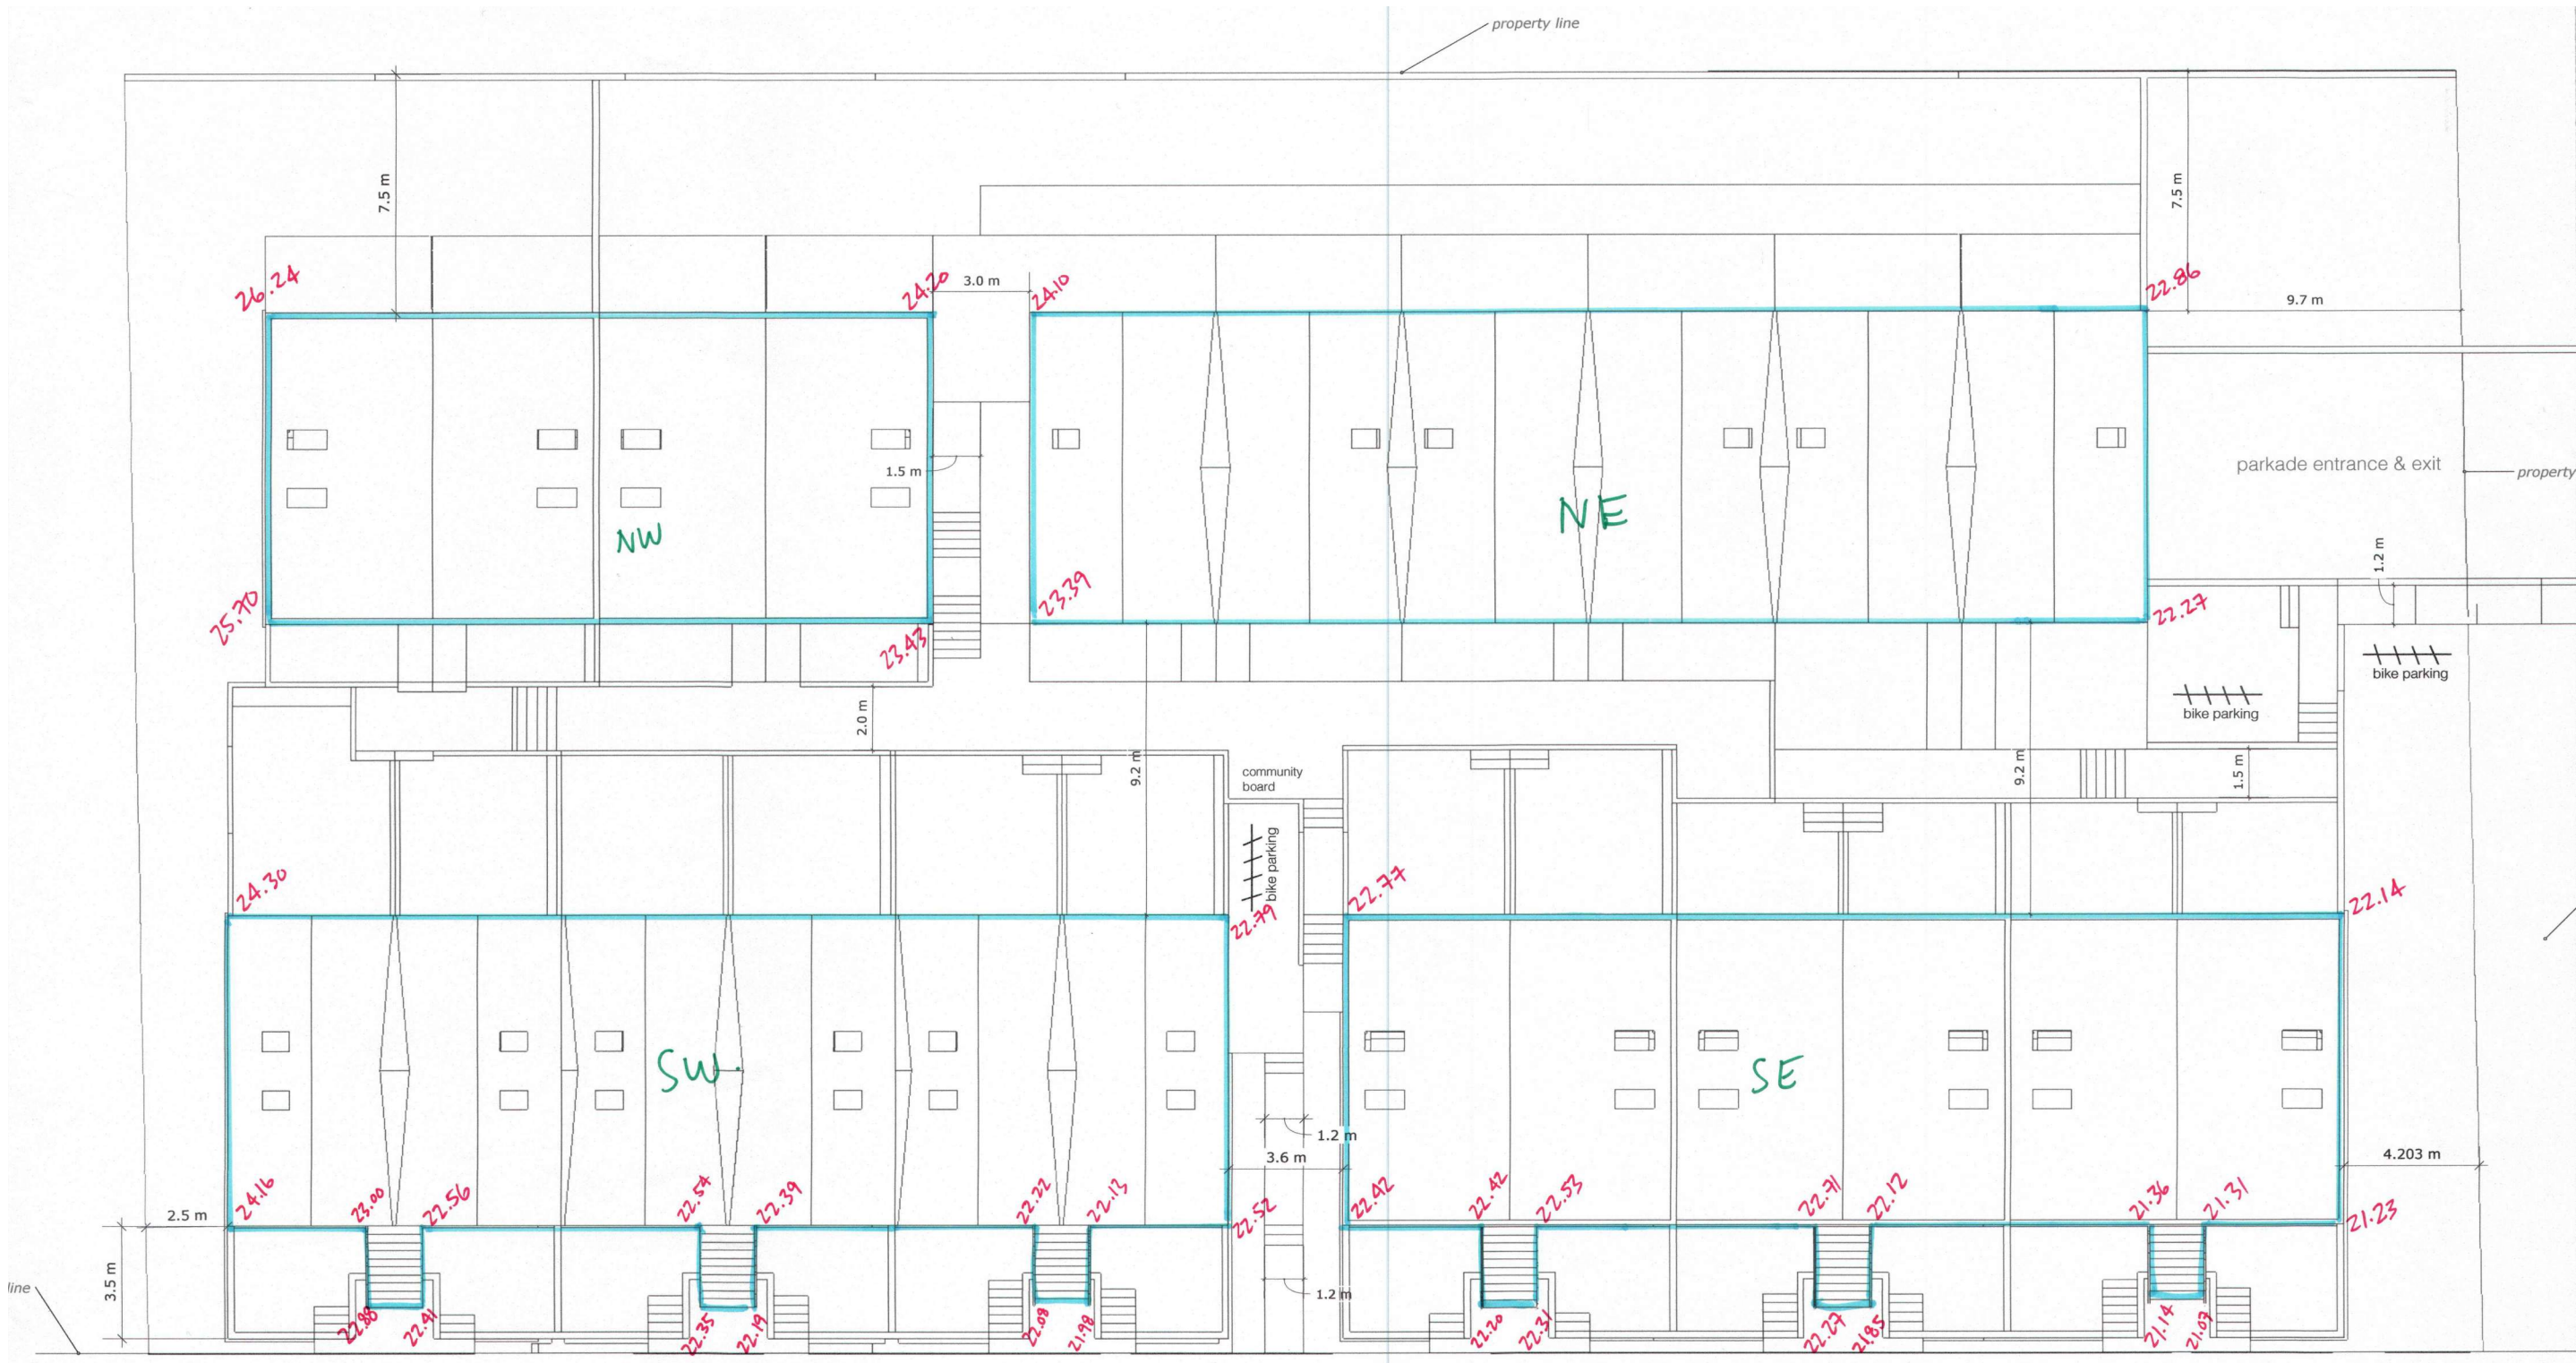 property line
7.5 m
7.5 m
26.24
24.20
3.0 m
24.10
22.86
9.7 m
1.5 m
parkade entrance & exit
property
NW
NE
1.2 m
25.70
23.43
23.39
22.27
bike parking
bike parking
2.0 m
9.2 m
9.2 m
1.5 m
community
board
bike parking
24.30
22.79
22.77
22.14
SW.
SE
1.2 m
3.6 m
4.203 m
2.5 m
24.16
23.00
22.56
22.54
22.39
22.22
22.13
22.52
22.42
22.42
22.53
22.71
22.12
21.36
21.31
21.23
3.5 m
line
1.2 m
22.88
22.41
22.35
22.19
22.08
21.98
22.20
22.31
22.27
21.85
21.14
21.07